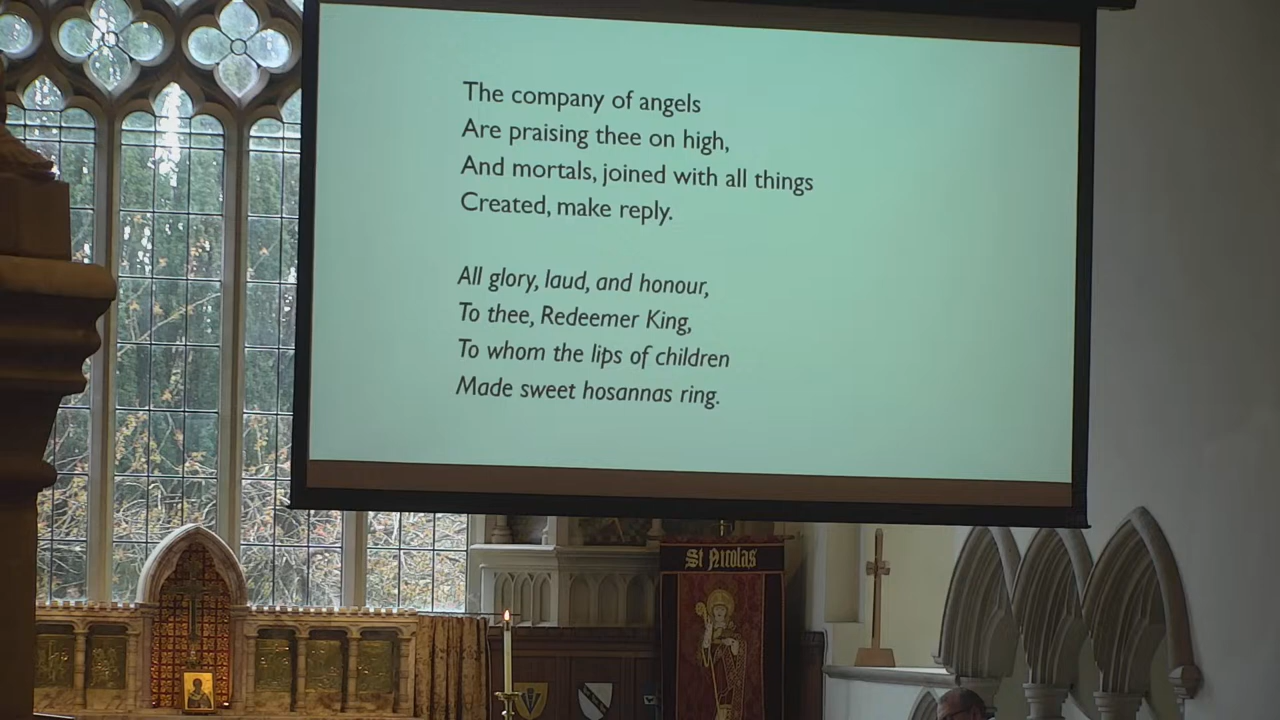 The company of angels
Are praising thee on high,
And mortals, joined with all things
Created, make reply.
All glory, laud, and honour,
To thee, Redeemer King,
To whom the lips of children
Made sweet hosannas ring.
St Nicolas